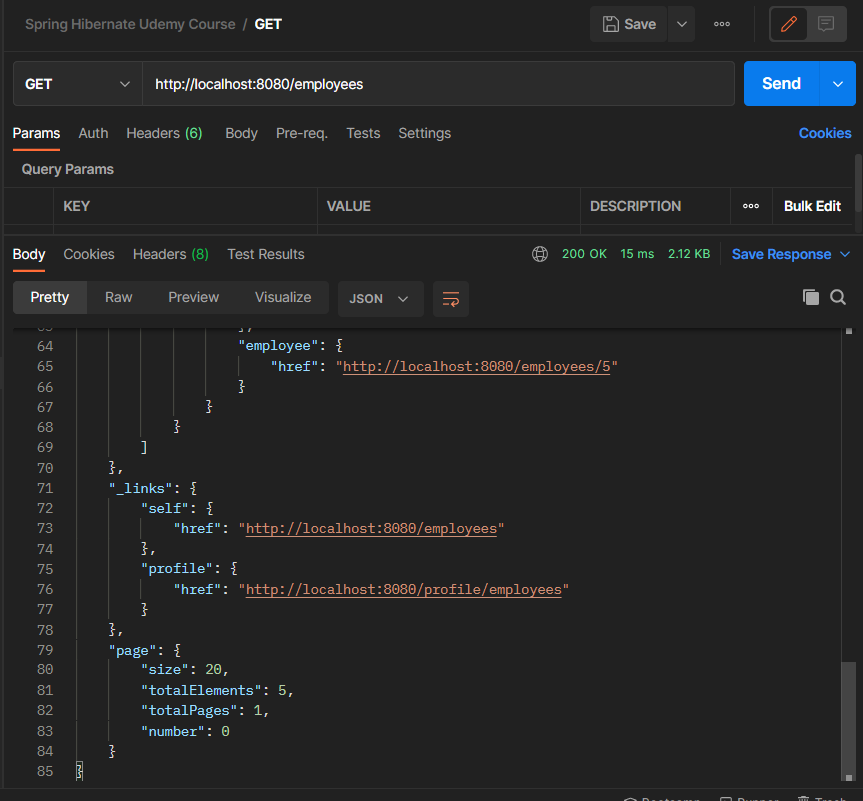 Spring Hibernate Udemy Course / GET
Save
GET
http://localhost:8080/employees
Send
Params Auth Headers (6) Body Pre-req. Tests Settings Cookies
Query Params
KEY VALUE DESCRIPTION Bulk Edit
Body Cookies Headers (8) Test Results 200 OK 15 ms 2.12 KB Save Response
Pretty Raw Preview Visualize JSON
64 "employee": {
65 "href": "http://localhost:8080/employees/5"
66 }
67 }
68 }
69 ]
70 },
71 "_links": {
72 "self": {
73 "href": "http://localhost:8080/employees"
74 },
75 "profile": {
76 "href": "http://localhost:8080/profile/employees"
77 }
78 },
79 "page": {
80 "size": 20,
81 "totalElements": 5,
82 "totalPages": 1,
83 "number": 0
84 }
85 }